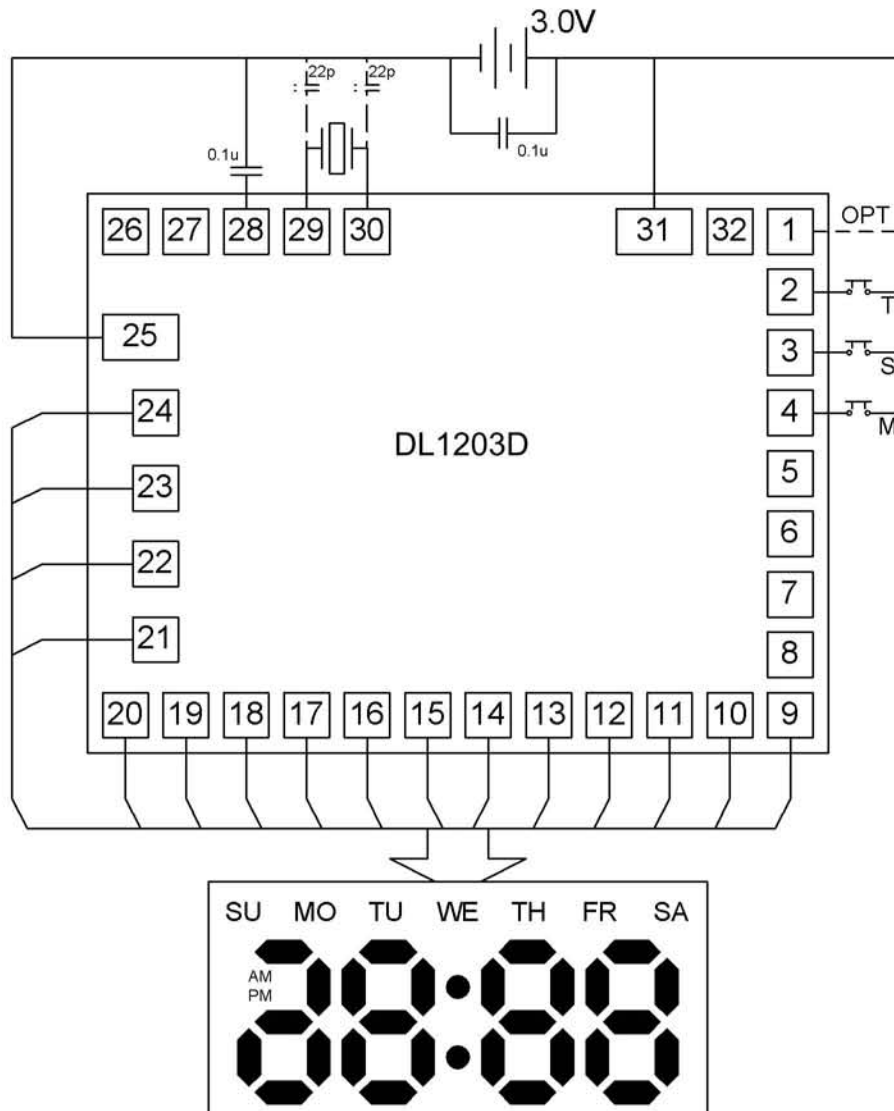 3.0V
22p 22p
0.1u 0.1u
26 27 28 29 30 31 32 1 OPT
2 T
25
3 S
24 4 M
DL1203D
23 5
6
22
7
21
8
20 19 18 17 16 15 14 13 12 11 10 9
SU MO TU WE TH FR SA
AM
PM